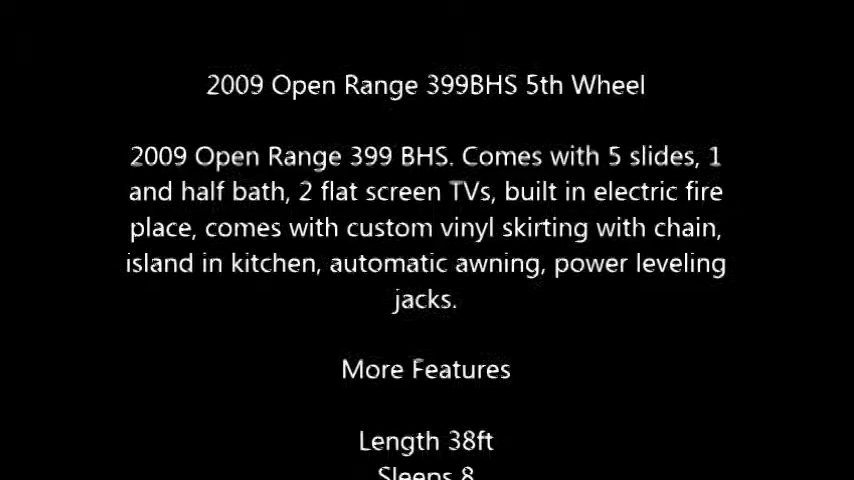 2009 Open Range 399BHS 5th Wheel
2009 Open Range 399 BHS. Comes with 5 slides, 1
and half bath, 2 flat screen TVs, built in electric fire
place, comes with custom vinyl skirting with chain,
island in kitchen, automatic awning, power leveling
jacks.
More Features
Length 38ft
Sleeps 8